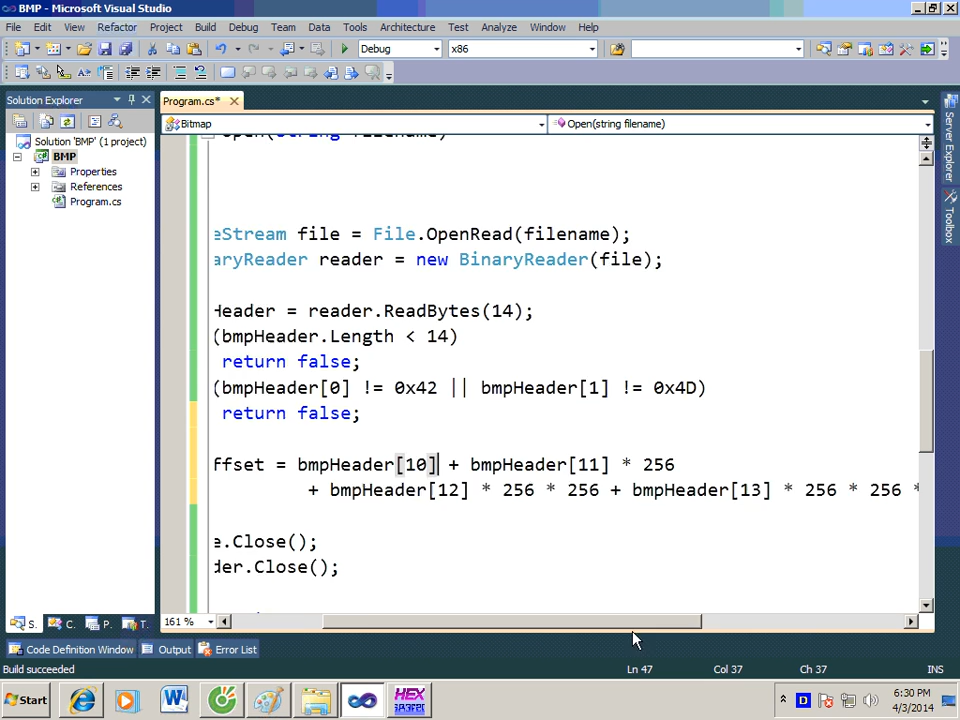 BMP - Microsoft Visual Studio
File Edit View Refactor Project Build Debug Team Data Tools Architecture Test Analyze Window Help
Debug x86
Solution Explorer
Program.cs*
Bitmap
Open(string filename)
Solution 'BMP' (1 project)
BMP
Properties
References
Program.cs
Open(string filename)
eStream file = File.OpenRead(filename);
aryReader reader = new BinaryReader(file);
Header = reader.ReadBytes(14);
(bmpHeader.Length < 14)
return false;
(bmpHeader[0] != 0x42 || bmpHeader[1] != 0x4D)
return false;
ffset = bmpHeader[10] + bmpHeader[11] * 256
+ bmpHeader[12] * 256 * 256 + bmpHeader[13] * 256 * 256 *
e.Close();
der.Close();
Server Explorer
Toolbox
S. C. P. T.
161 %
Code Definition Window Output Error List
Build succeeded
Ln 47 Col 37 Ch 37 INS
Start
W
D
HEX
6:30 PM
4/3/2014